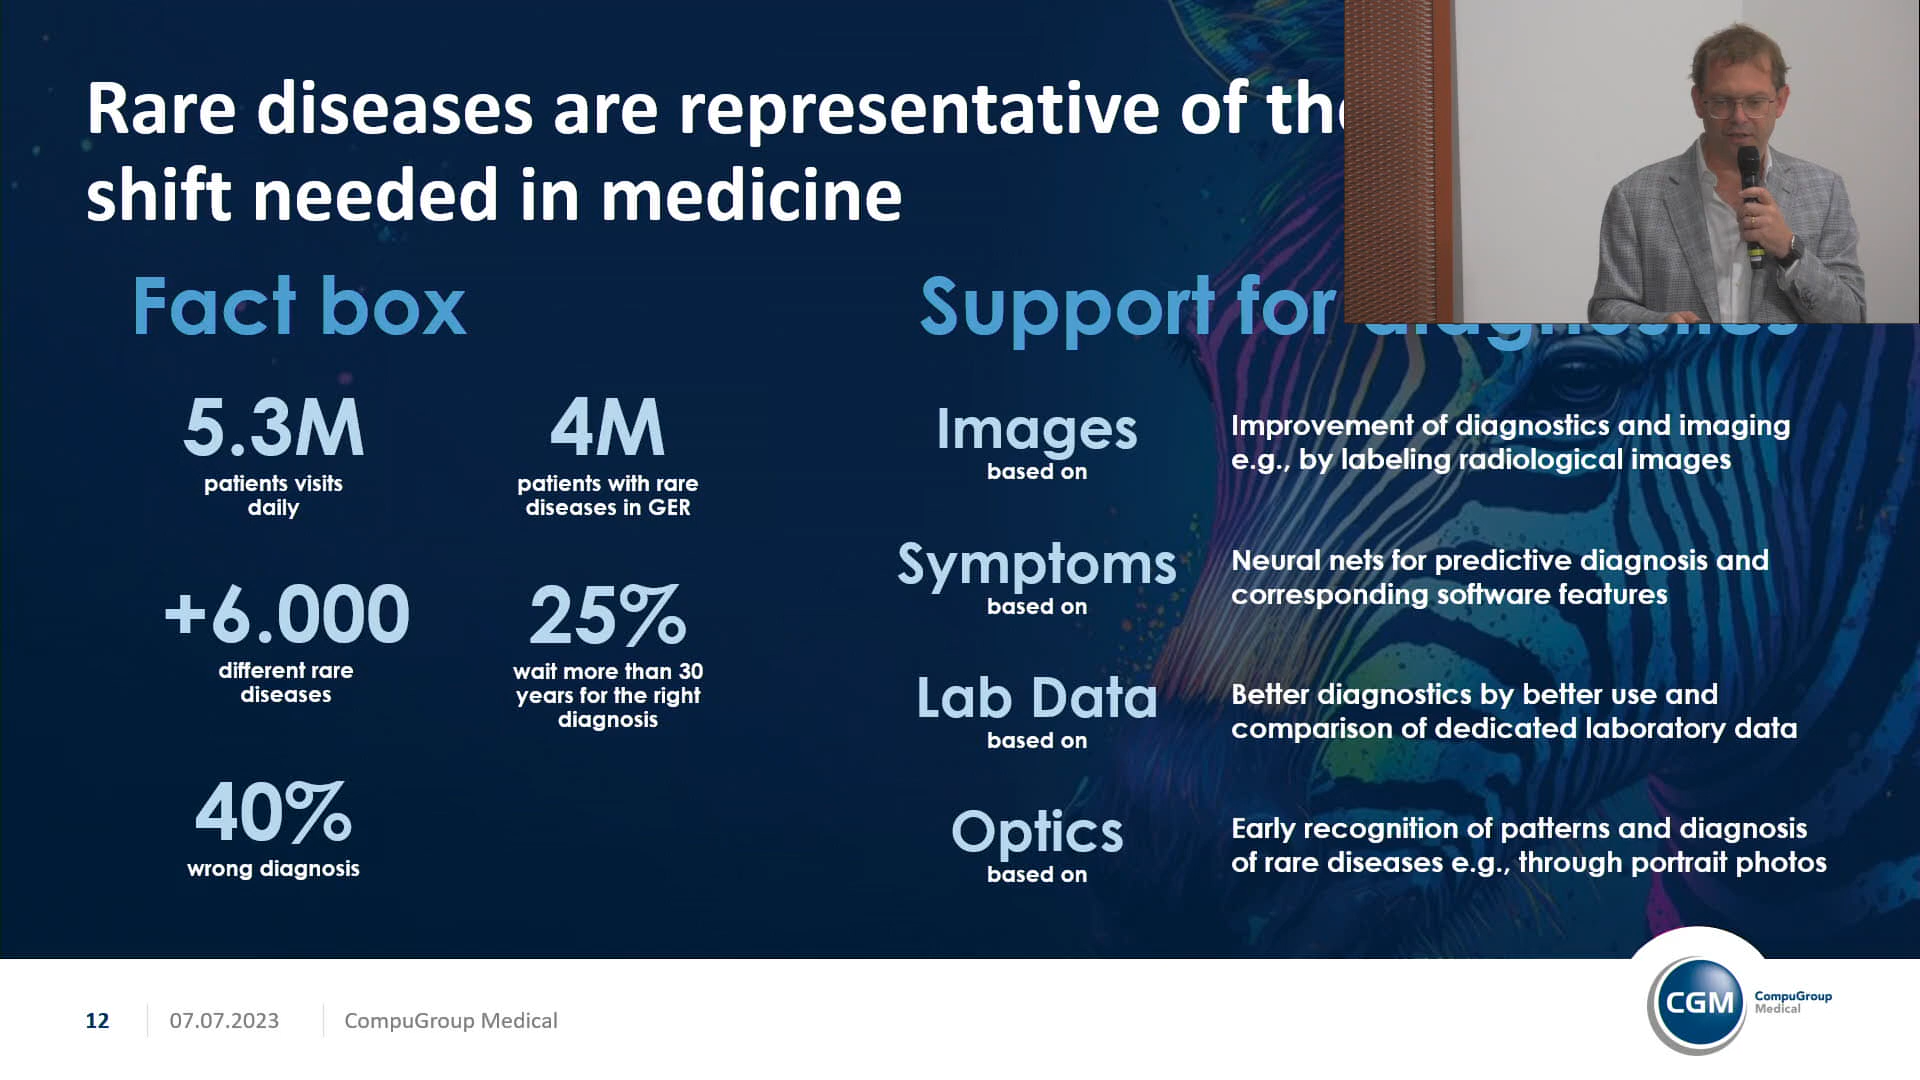 Rare diseases are representative of the
shift needed in medicine
Fact box
5.3M
patients visits
daily
4M
patients with rare
diseases in GER
+6.000
different rare
diseases
25%
wait more than 30
years for the right
diagnosis
40%
wrong diagnosis
Support for diagnostics
Images
based on
Improvement of diagnostics and imaging
e.g., by labeling radiological images
Symptoms
based on
Neural nets for predictive diagnosis and
corresponding software features
Lab Data
based on
Better diagnostics by better use and
comparison of dedicated laboratory data
Optics
based on
Early recognition of patterns and diagnosis
of rare diseases e.g., through portrait photos
12
07.07.2023
CompuGroup Medical
CGM
CompuGroup
Medical